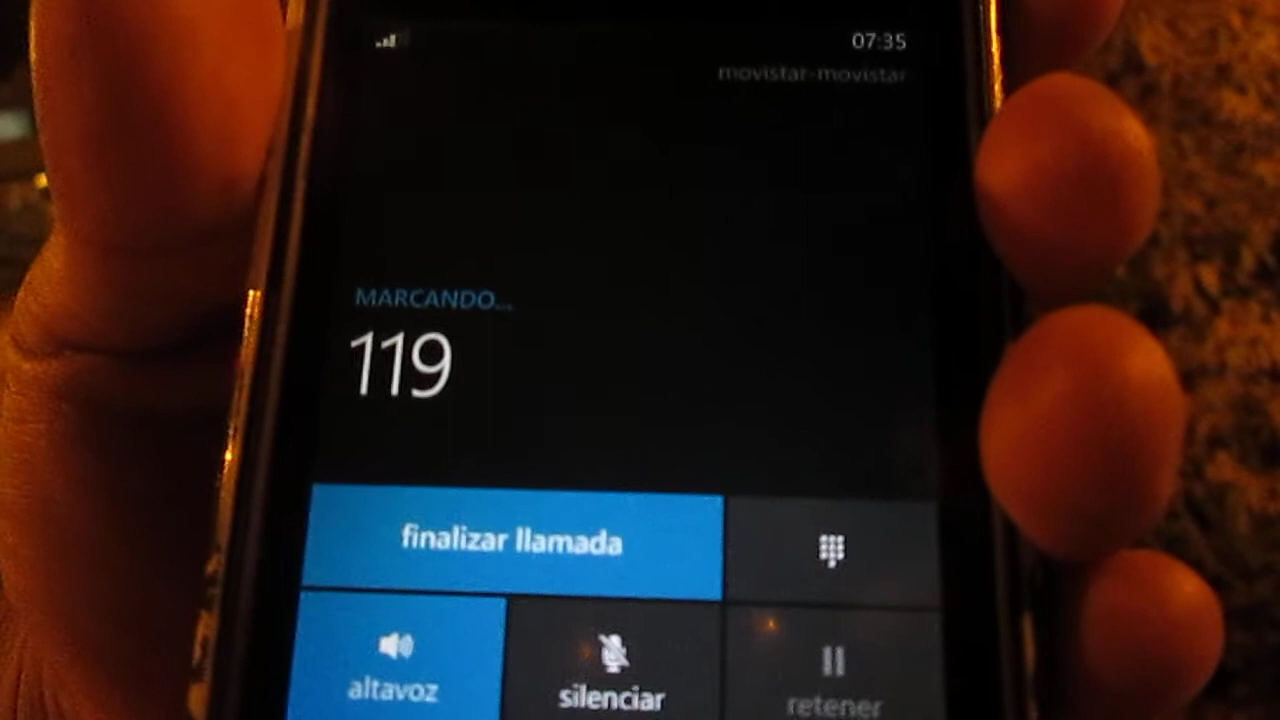 07:35
movistar-movistar
MARCANDO...
119
finalizar llamada
altavoz
silenciar
retener